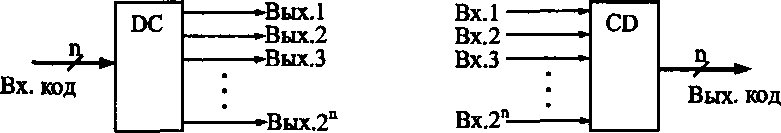 DC
Вых.1
Вых.2
Вых.3
Вых.2ⁿ
n
Вх. код
Вх.1
Вх.2
Вх.3
Вх.2ⁿ
CD
n
Вых. код